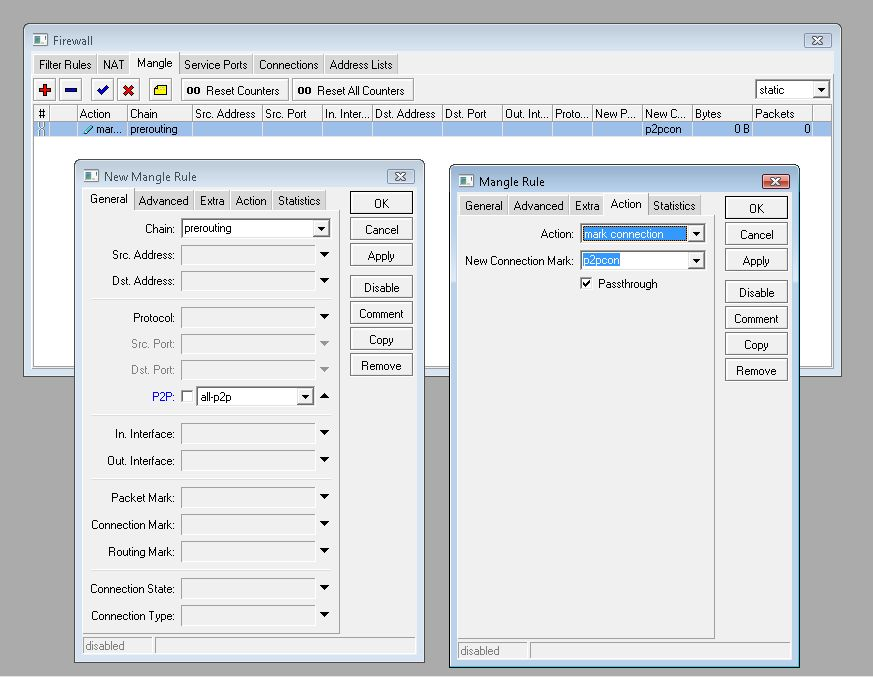 Firewall
Filter Rules NAT Mangle Service Ports Connections Address Lists
00 Reset Counters 00 Reset All Counters static
# Action Chain Src. Address Src. Port In. Inter... Dst. Address Dst. Port Out. Int... Proto... New P... New C... Bytes Packets
mar... prerouting p2pcon 0 B 0
New Mangle Rule
General Advanced Extra Action Statistics
Chain: prerouting
Src. Address:
Dst. Address:
Protocol:
Src. Port:
Dst. Port:
P2P: all-p2p
In. Interface:
Out. Interface:
Packet Mark:
Connection Mark:
Routing Mark:
Connection State:
Connection Type:
OK
Cancel
Apply
Disable
Comment
Copy
Remove
disabled
Mangle Rule
General Advanced Extra Action Statistics
Action: mark connection
New Connection Mark: p2pcon
Passthrough
OK
Cancel
Apply
Disable
Comment
Copy
Remove
disabled